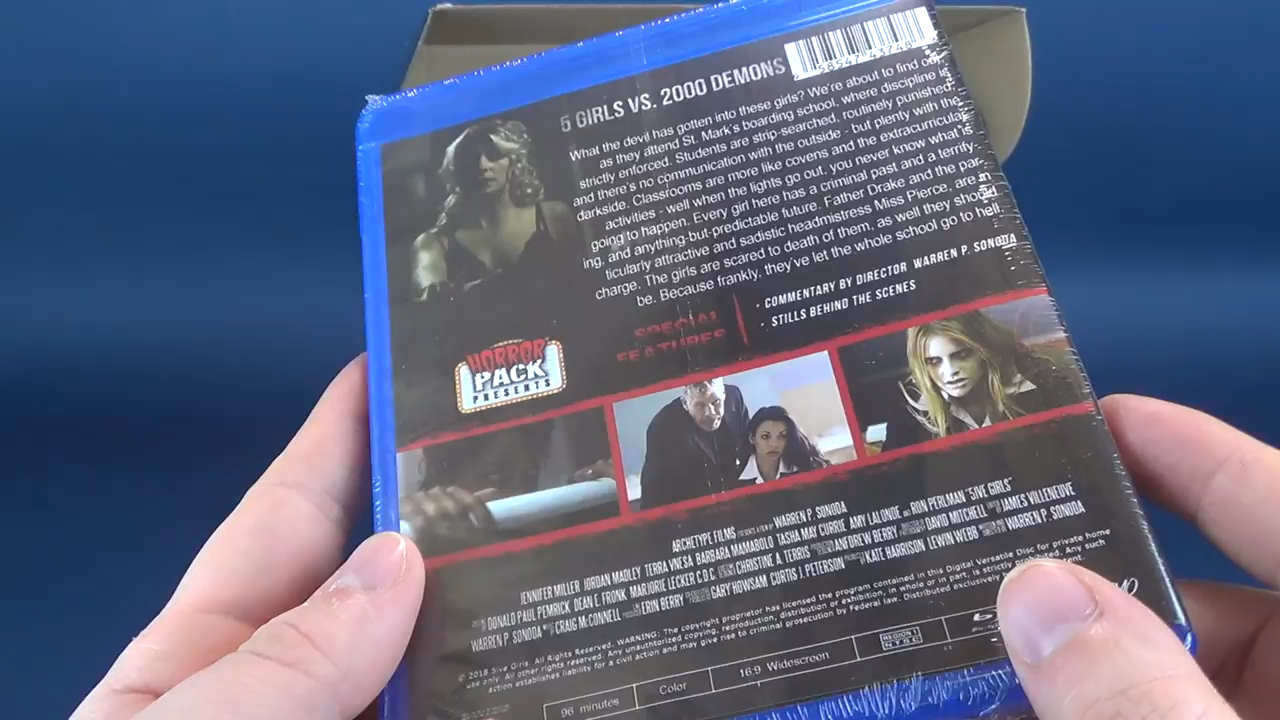 5 GIRLS VS. 2000 DEMONS
58547 43748
What the devil has gotten into these girls? We're about to find out
as they attend St. Mark's boarding school, where discipline is
strictly enforced. Students are strip-searched, routinely punished,
and there's no communication with the outside - but plenty with the
darkside. Classrooms are more like covens and the extracurricular
activities - well when the lights go out, you never know what is
going to happen. Every girl here has a criminal past and a terrify-
ing, and anything-but-predictable future. Father Drake and the par-
ticularly attractive and sadistic headmistress Miss Pierce, are in
charge. The girls are scared to death of them, as well they should
be. Because frankly, they've let the whole school go to hell.
SPECIAL
FEATURES
· COMMENTARY BY DIRECTOR WARREN P. SONODA
· STILLS BEHIND THE SCENES
HORROR
PACK
PRESENTS
ARCHETYPE FILMS PRESENTS A FILM BY WARREN P. SONODA
JENNIFER MILLER JORDAN MADLEY TERRA VNESA BARBARA MAMABOLO TASHA MAY CURRIE AMY LALONDE AND RON PERLMAN "5IVE GIRLS"
DONALD PAUL PEMRICK DEAN E. FRONK MARJORIE LECKER C.D.C. CHRISTINE A. TERRIS ANDREW BERRY DAVID MITCHELL JAMES VILLENEUVE
WARREN P. SONODA CRAIG McCONNELL ERIN BERRY GARY HOWSAM CURTIS J. PETERSON KATE HARRISON LEWIN WEBB WARREN P. SONODA
© 2018 5ive Girls. All Rights Reserved. WARNING: The copyright proprietor has licensed the program contained in this Digital Versatile Disc for private home
use only. All other rights reserved. Any unauthorized copying, reproduction, distribution or exhibition, in whole or in part, is strictly prohibited. Any such
action establishes liability for a civil action and may give rise to criminal prosecution by Federal law. Distributed exclusively
96 minutes Color 16:9 Widescreen REGION 1 NTSC